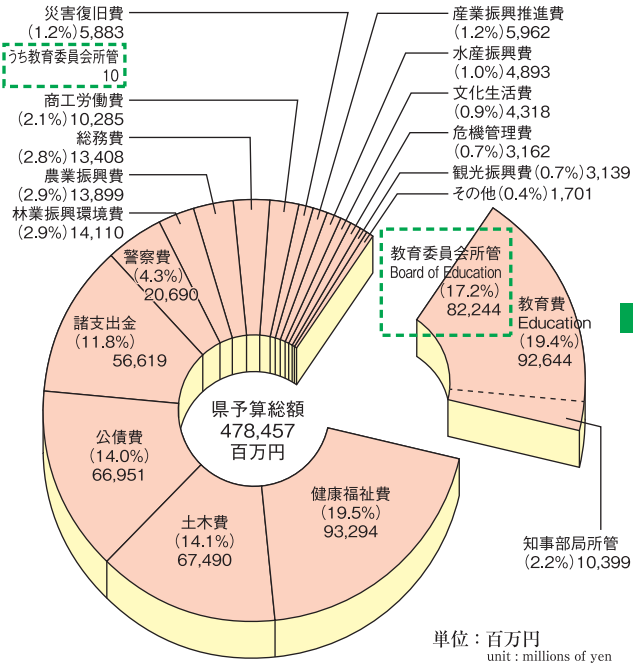 災害復旧費
(1.2%)5,883
うち教育委員会所管
10
商工労働費
(2.1%)10,285
総務費
(2.8%)13,408
農業振興費
(2.9%)13,899
林業振興環境費
(2.9%)14,110
警察費
(4.3%)
20,690
諸支出金
(11.8%)
56,619
公債費
(14.0%)
66,951
土木費
(14.1%)
67,490
健康福祉費
(19.5%)
93,294
県予算総額
478,457
百万円
産業振興推進費
(1.2%)5,962
水産振興費
(1.0%)4,893
文化生活費
(0.9%)4,318
危機管理費
(0.7%)3,162
観光振興費(0.7%)3,139
その他(0.4%)1,701
教育委員会所管
Board of Education
(17.2%)
82,244
教育費
Education
(19.4%)
92,644
知事部局所管
(2.2%)10,399
単位：百万円
unit : millions of yen